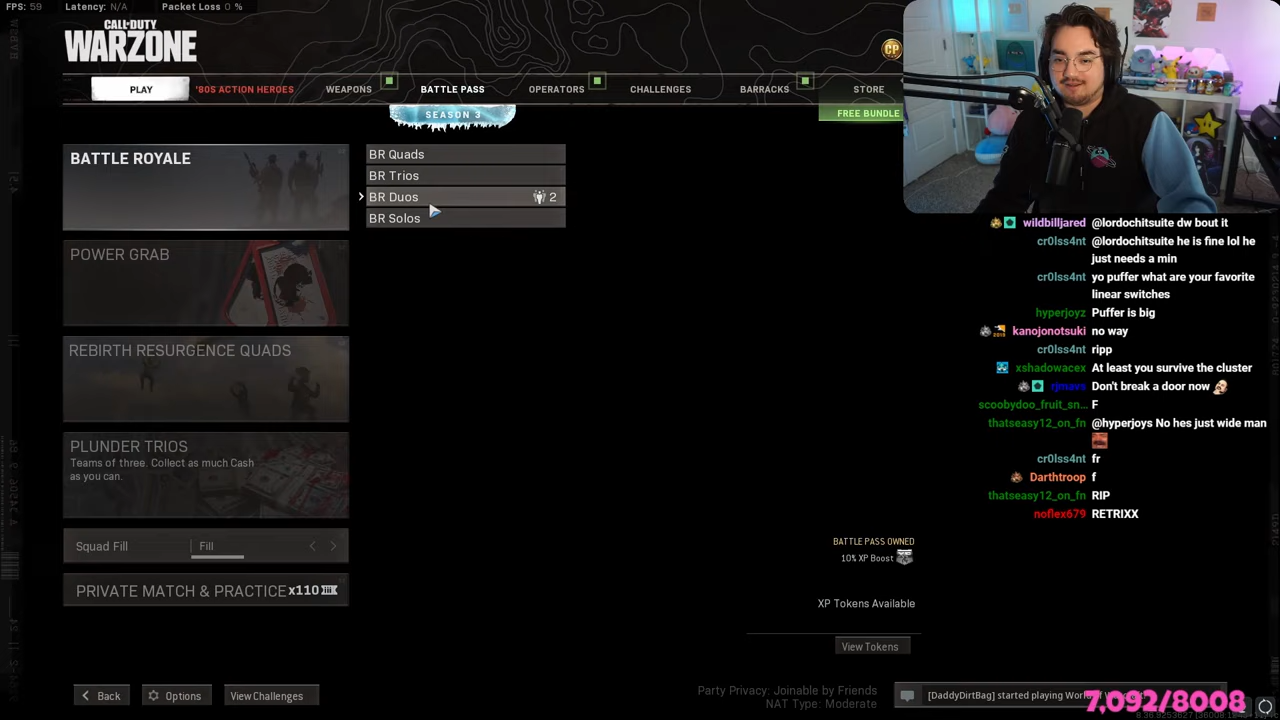 FPS: 59 Latency: N/A Packet Loss 0 %
CALL OF DUTY
WARZONE
CP
PLAY '80S ACTION HEROES WEAPONS BATTLE PASS OPERATORS CHALLENGES BARRACKS STORE
SEASON 3
FREE BUNDLE
BATTLE ROYALE
BR Quads
BR Trios
BR Duos 2
BR Solos
POWER GRAB
REBIRTH RESURGENCE QUADS
PLUNDER TRIOS
Teams of three. Collect as much Cash
as you can.
Squad Fill Fill
PRIVATE MATCH & PRACTICE x110
BATTLE PASS OWNED
10% XP Boost
XP Tokens Available
View Tokens
Back Options View Challenges
Party Privacy: Joinable by Friends
NAT Type: Moderate
[DaddyDirtBag] started playing World
7,092/8008
wildbilljared @lordochitsuite dw bout it
cr0lss4nt @lordochitsuite he is fine lol he
just needs a min
cr0lss4nt yo puffer what are your favorite
linear switches
hyperjoyz Puffer is big
kanojonotsuki no way
cr0lss4nt ripp
xshadowacex At least you survive the cluster
rjmavs Don't break a door now
scoobydoo_fruit_sn... F
thatseasy12_on_fn @hyperjoys No hes just wide man
cr0lss4nt fr
Darthtroop f
thatseasy12_on_fn RIP
noflex679 RETRIXX